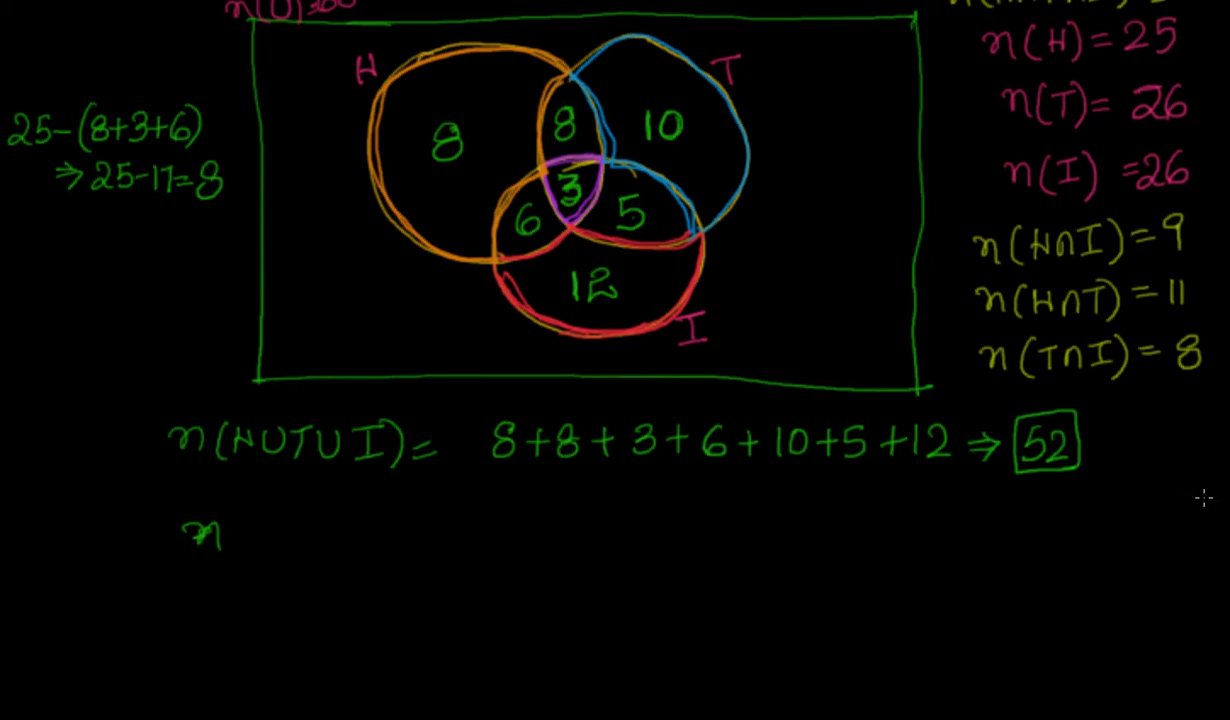 H
T
8
8
10
3
6
5
12
I
25-(8+3+6)
⇒ 25-17=8
n(H) = 25
n(T) = 26
n(I) = 26
n(H∩I) = 9
n(H∩T) = 11
n(T∩I) = 8
n(H∪T∪I) = 8+8+3+6+10+5+12 ⇒ 52
n